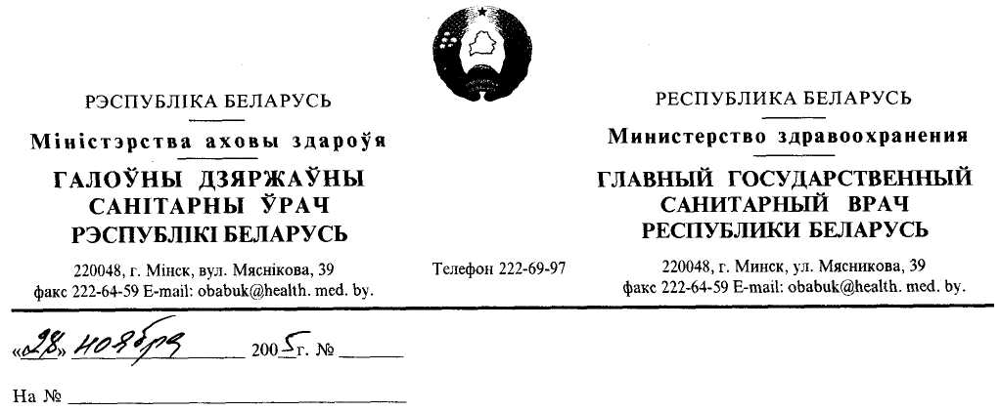 РЭСПУБЛІКА БЕЛАРУСЬ
Міністэрства аховы здароўя
ГАЛОЎНЫ ДЗЯРЖАЎНЫ
САНІТАРНЫ ЎРАЧ
РЭСПУБЛІКІ БЕЛАРУСЬ
220048, г. Мінск, вул. Мяснікова, 39
факс 222-64-59 E-mail: obabuk@health. med. by.
Телефон 222-69-97
РЕСПУБЛИКА БЕЛАРУСЬ
Министерство здравоохранения
ГЛАВНЫЙ ГОСУДАРСТВЕННЫЙ
САНИТАРНЫЙ ВРАЧ
РЕСПУБЛИКИ БЕЛАРУСЬ
220048, г. Минск, ул. Мясникова, 39
факс 222-64-59 E-mail: obabuk@health. med. by.
«28» ноября 2005г. №
На №